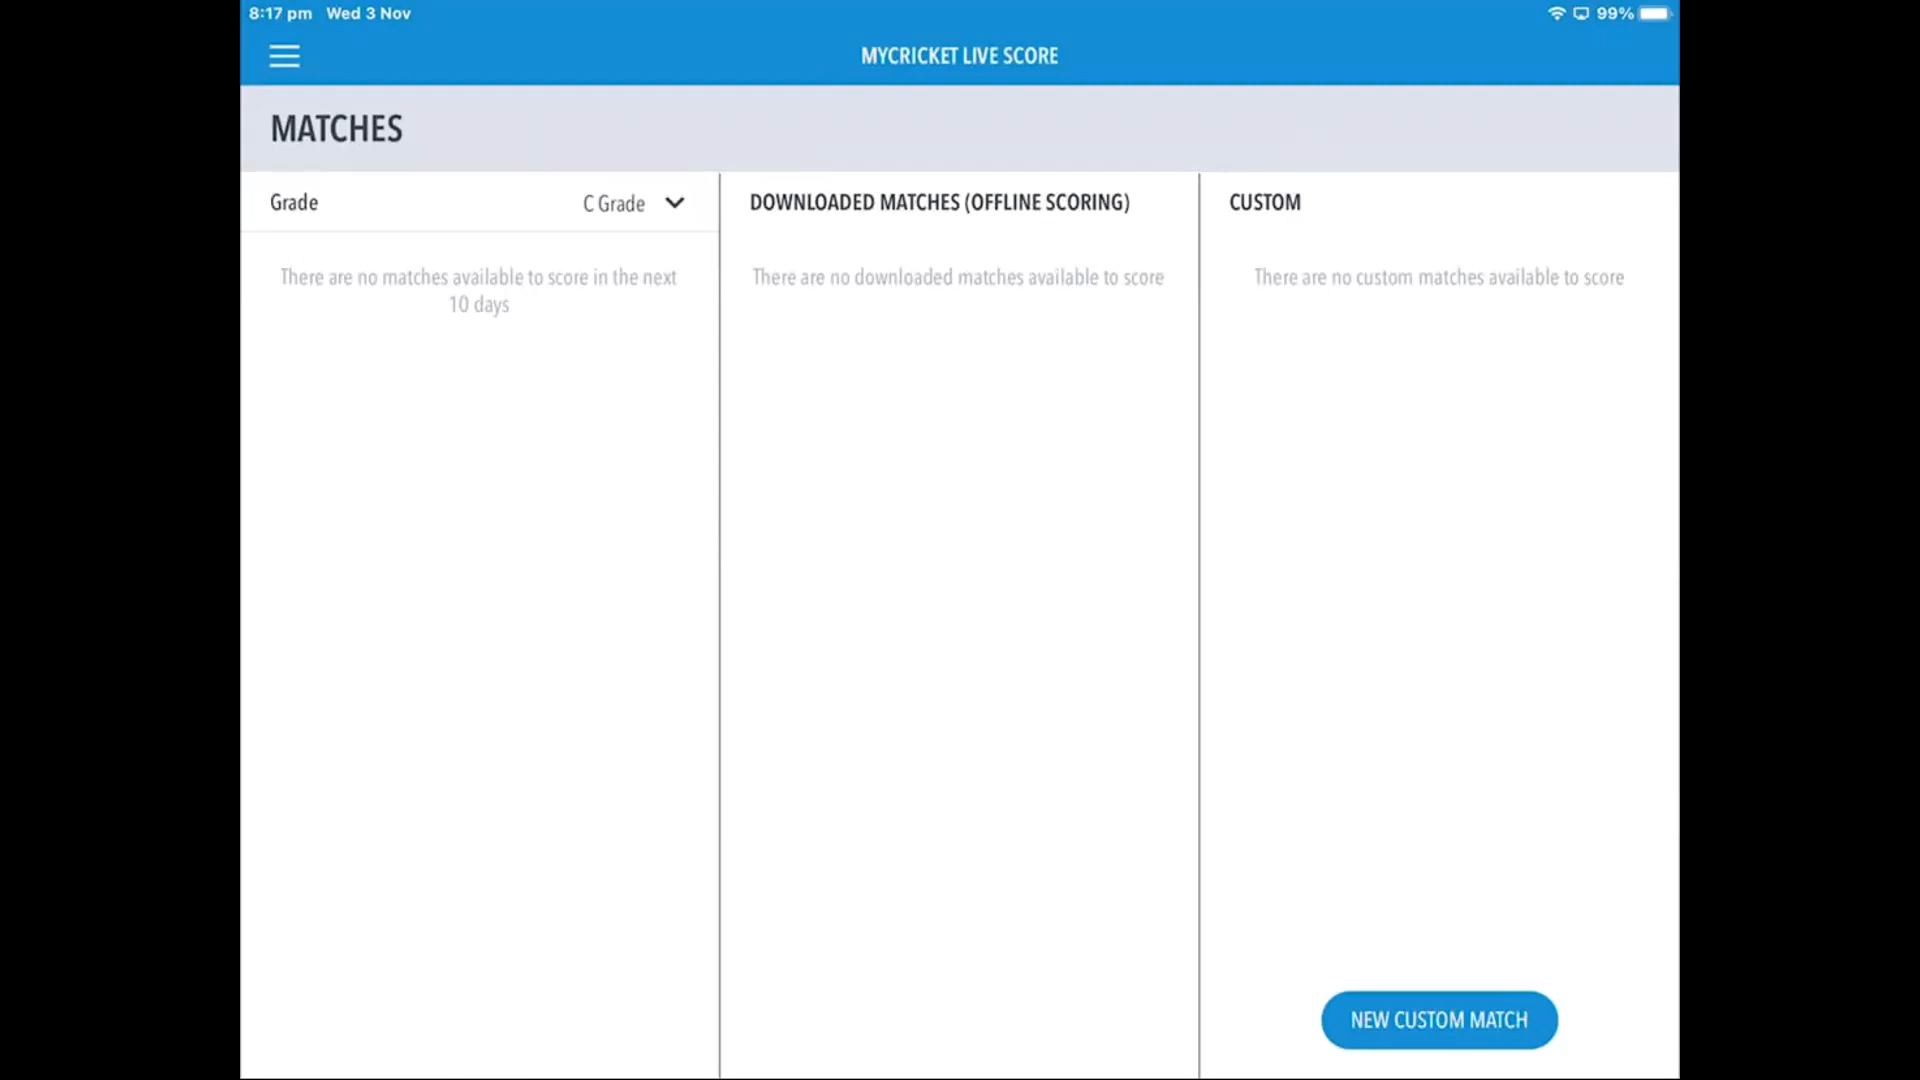 8:17 pm Wed 3 Nov
99%
MYCRICKET LIVE SCORE
MATCHES
Grade
C Grade
There are no matches available to score in the next
10 days
DOWNLOADED MATCHES (OFFLINE SCORING)
There are no downloaded matches available to score
CUSTOM
There are no custom matches available to score
NEW CUSTOM MATCH